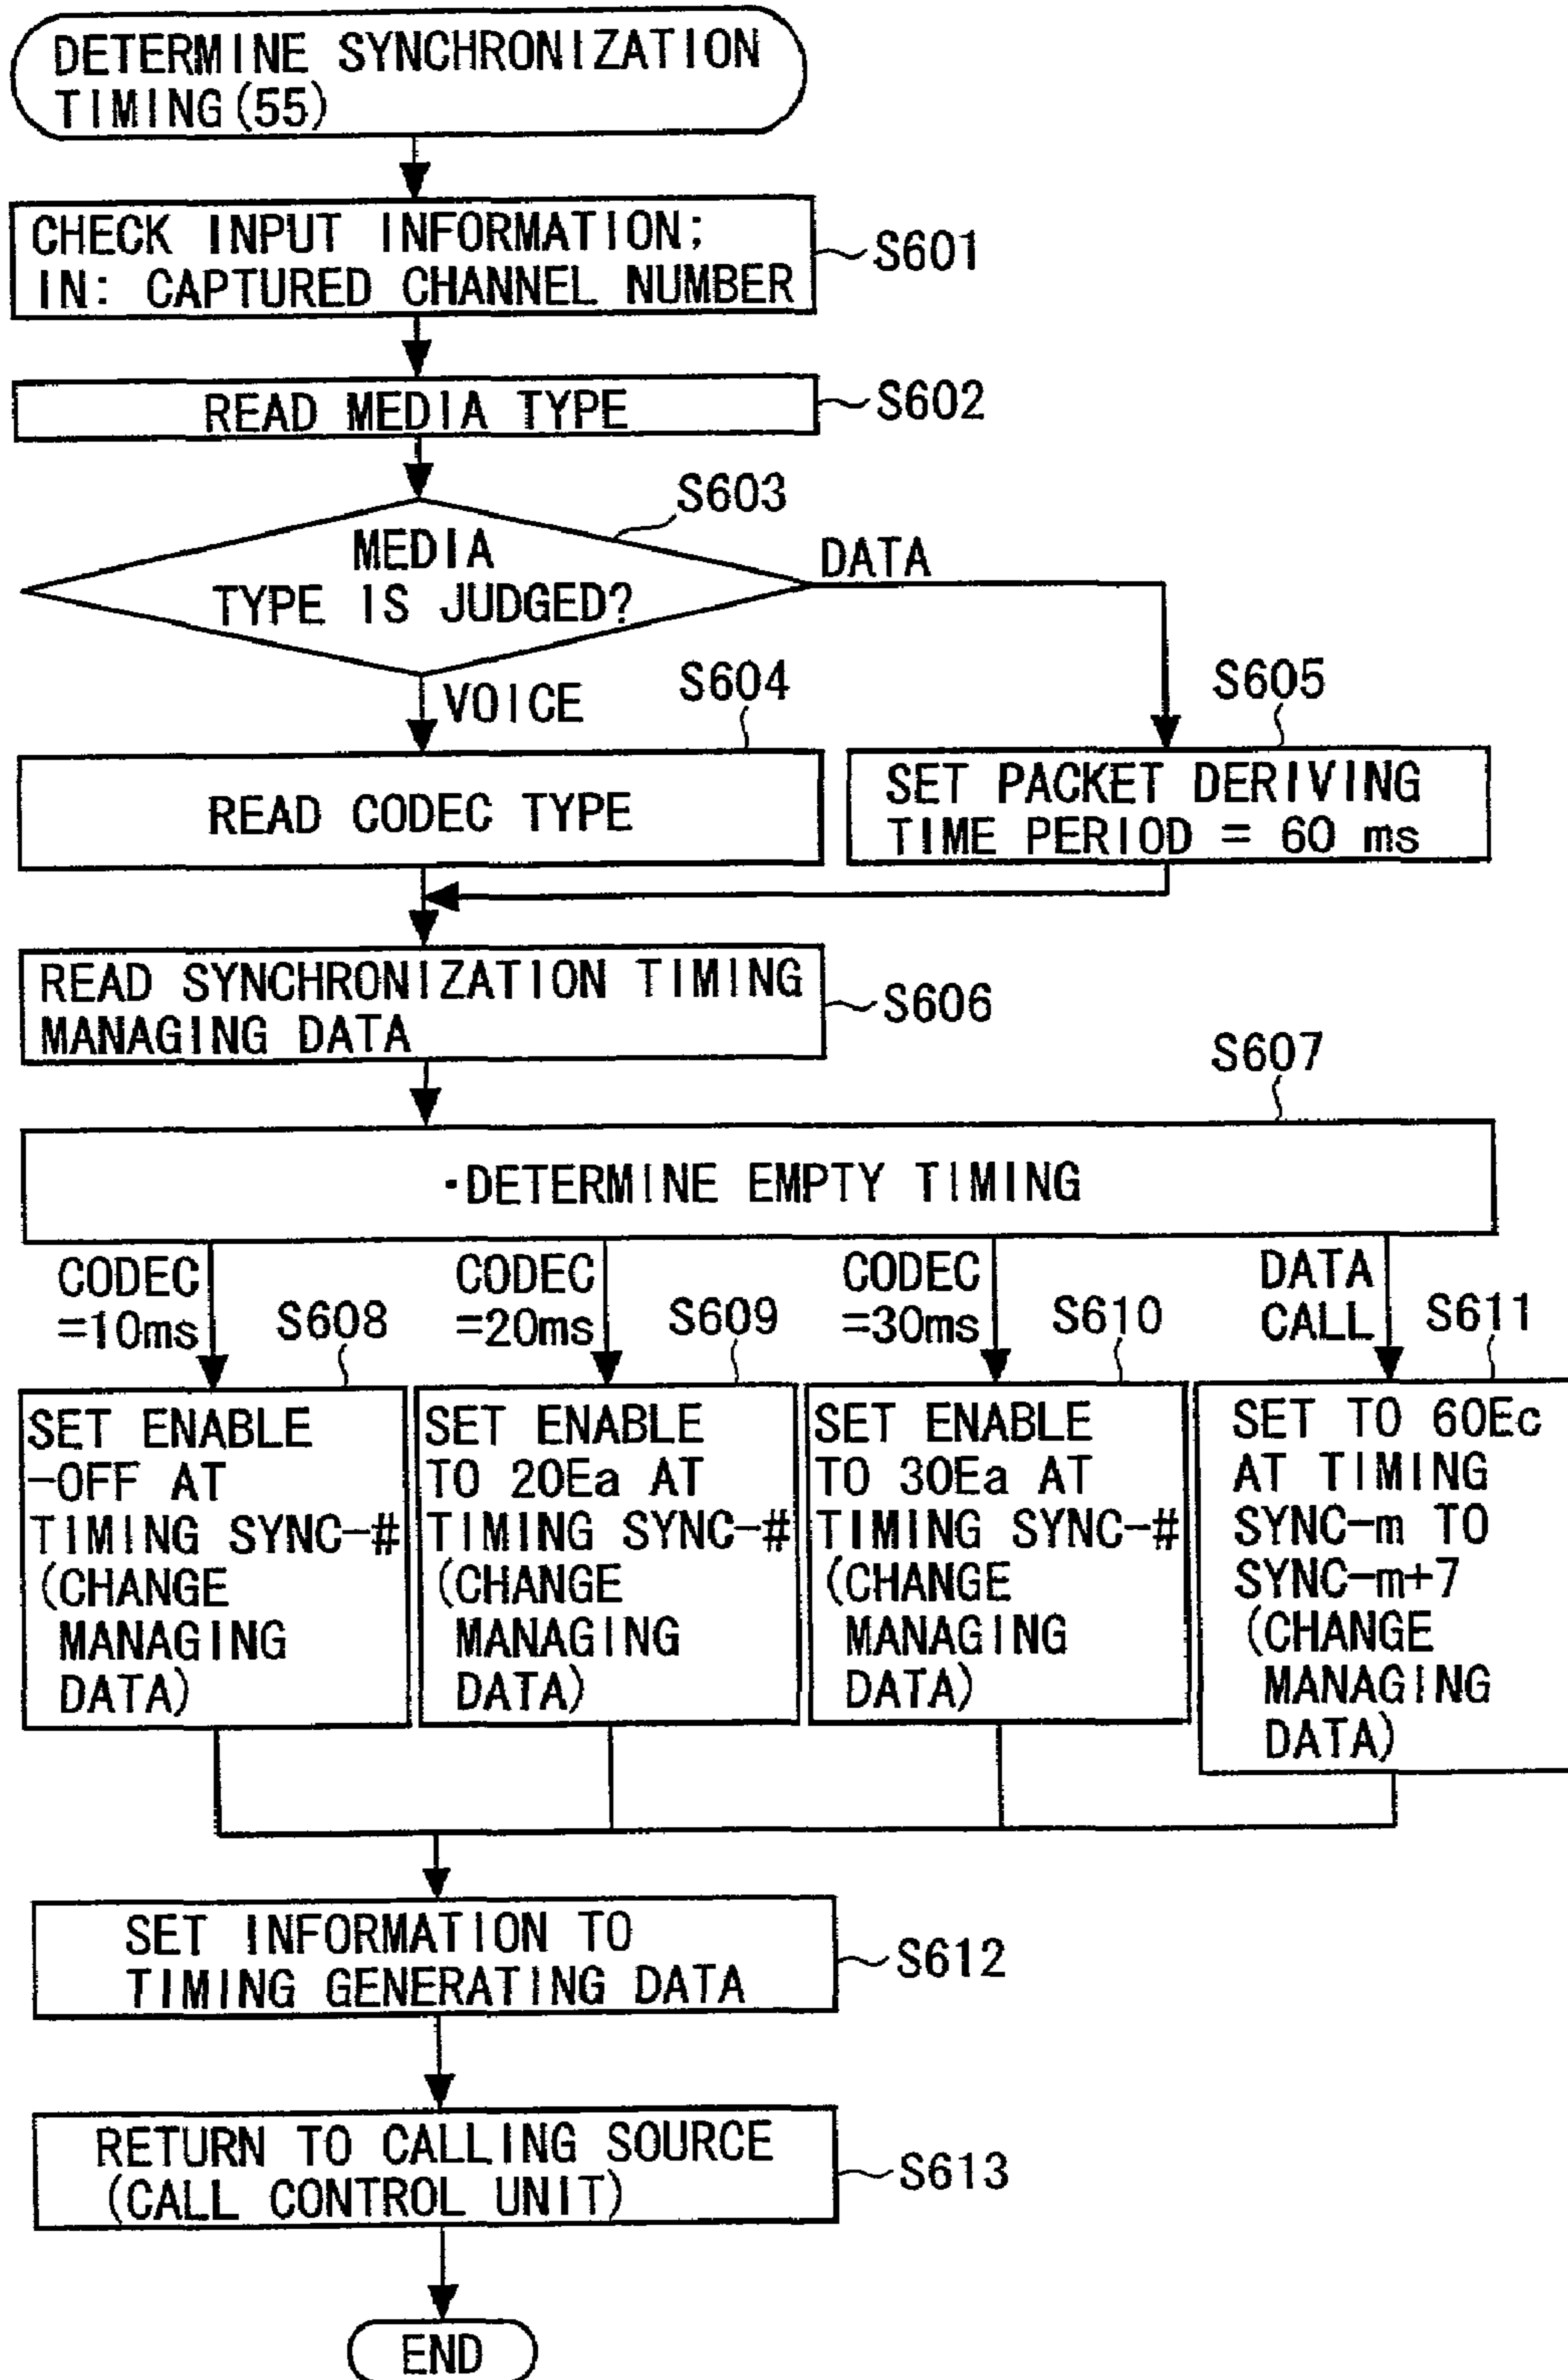 DETERMINE SYNCHRONIZATION
TIMING(55)
CHECK INPUT INFORMATION;
IN: CAPTURED CHANNEL NUMBER
S601
READ MEDIA TYPE
S602
S603
MEDIA
TYPE IS JUDGED?
DATA
VOICE
S604
READ CODEC TYPE
S605
SET PACKET DERIVING
TIME PERIOD = 60 ms
READ SYNCHRONIZATION TIMING
MANAGING DATA
S606
S607
·DETERMINE EMPTY TIMING
CODEC
=10ms
S608
SET ENABLE
-OFF AT
TIMING SYNC-#
(CHANGE
MANAGING
DATA)
CODEC
=20ms
S609
SET ENABLE
TO 20Ea AT
TIMING SYNC-#
(CHANGE
MANAGING
DATA)
CODEC
=30ms
S610
SET ENABLE
TO 30Ea AT
TIMING SYNC-#
(CHANGE
MANAGING
DATA)
DATA
CALL
S611
SET TO 60Ec
AT TIMING
SYNC-m TO
SYNC-m+7
(CHANGE
MANAGING
DATA)
SET INFORMATION TO
TIMING GENERATING DATA
S612
RETURN TO CALLING SOURCE
(CALL CONTROL UNIT)
S613
END